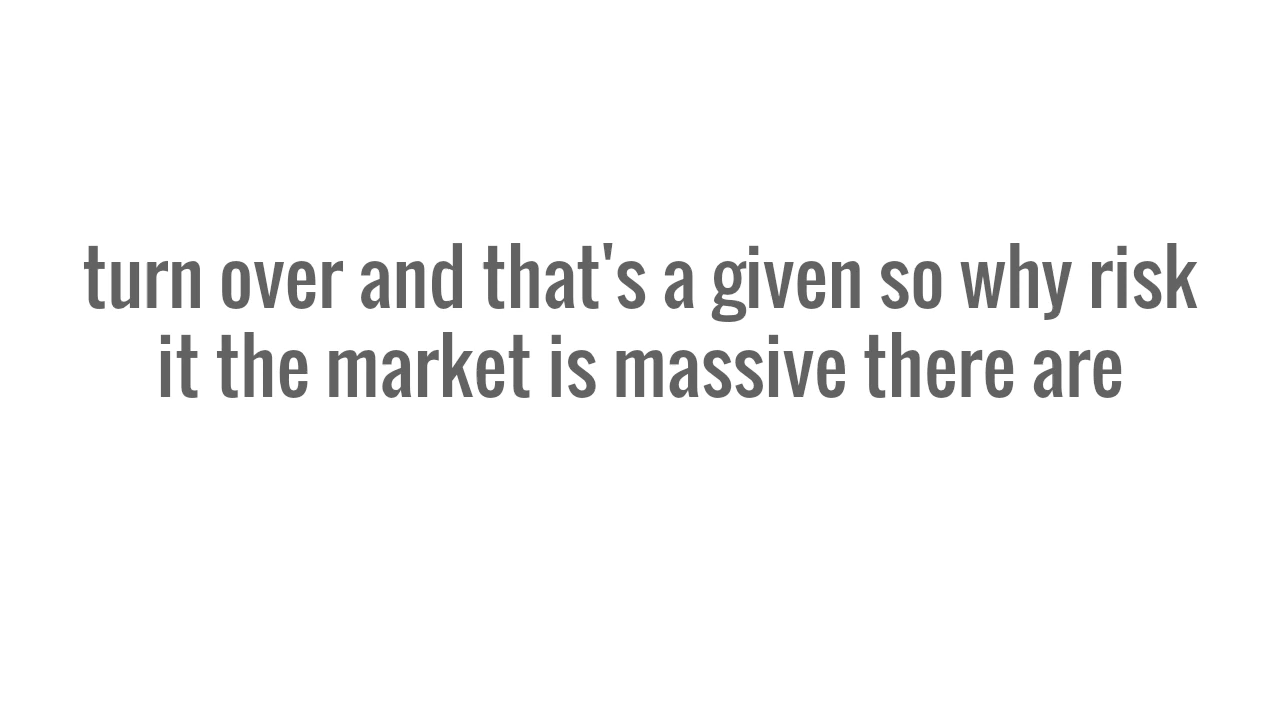 turn over and that's a given so why risk
it the market is massive there are